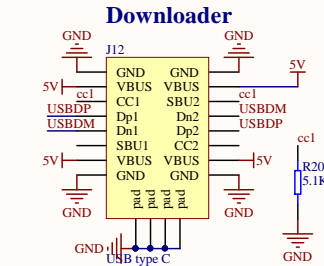 Downloader
GND GND
J12
GND GND
5V VBUS VBUS 5V
cc1 CC1 SBU2 cc1
USBDP Dp1 Dn2 USBDM
USBDM Dn1 Dp2 USBDP
SBU1 CC2
5V VBUS VBUS 5V
GND GND
GND GND
pad pad pad pad
GND
USB type C
cc1
R20
5.1K
GND